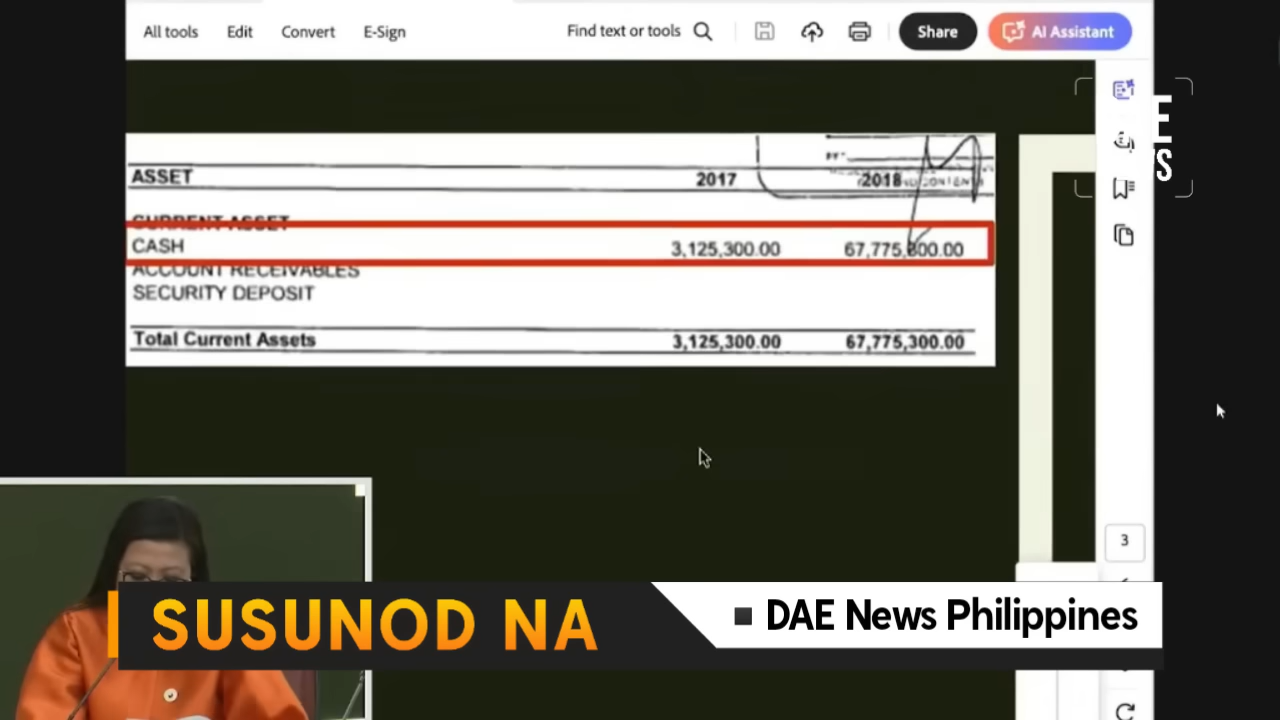 All tools Edit Convert E-Sign Find text or tools Share AI Assistant
ASSET 2017 2018
CURRENT ASSET
CASH 3,125,300.00 67,775,300.00
ACCOUNT RECEIVABLES
SECURITY DEPOSIT
Total Current Assets 3,125,300.00 67,775,300.00
3
SUSUNOD NA
DAE News Philippines